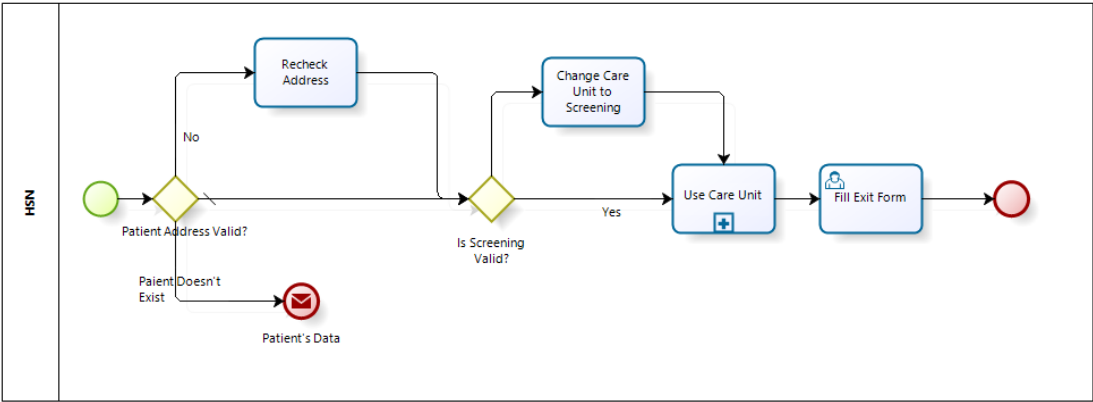 HSN
Recheck
Address
Change Care
Unit to
Screening
No
Use Care Unit
Fill Exit Form
Yes
Patient Address Valid?
Is Screening
Valid?
Paient Doesn't
Exist
Patient's Data